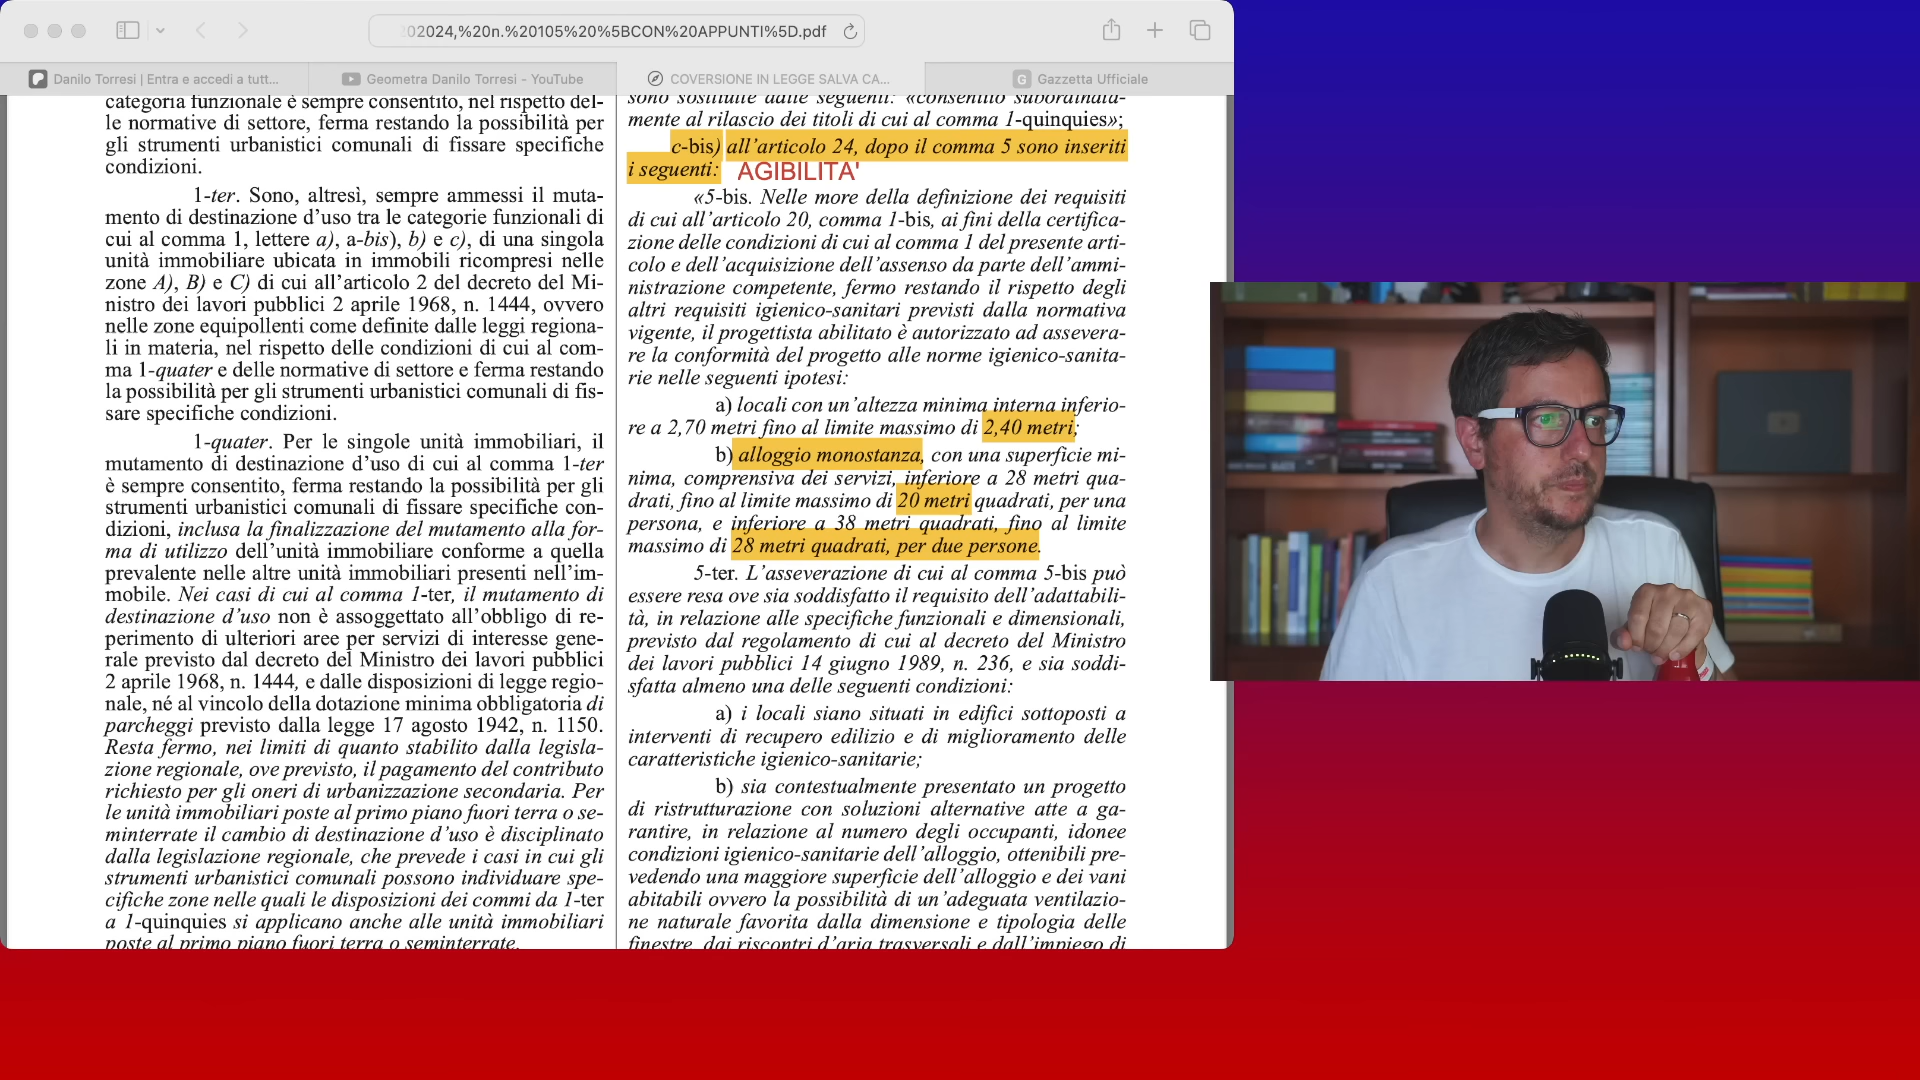 02024,%20n.%20105%20%5BCON%20APPUNTI%5D.pdf
Danilo Torresi | Entra e accedi a tutt...
Geometra Danilo Torresi - YouTube
COVERSIONE IN LEGGE SALVA CA...
G Gazzetta Ufficiale
categoria funzionale è sempre consentito, nel rispetto del-
le normative di settore, ferma restando la possibilità per
gli strumenti urbanistici comunali di fissare specifiche
condizioni.
1-ter. Sono, altresì, sempre ammessi il muta-
mento di destinazione d’uso tra le categorie funzionali di
cui al comma 1, lettere a), a-bis), b) e c), di una singola
unità immobiliare ubicata in immobili ricompresi nelle
zone A), B) e C) di cui all’articolo 2 del decreto del Mi-
nistro dei lavori pubblici 2 aprile 1968, n. 1444, ovvero
nelle zone equipollenti come definite dalle leggi regiona-
li in materia, nel rispetto delle condizioni di cui al com-
ma 1-quater e delle normative di settore e ferma restando
la possibilità per gli strumenti urbanistici comunali di fis-
sare specifiche condizioni.
1-quater. Per le singole unità immobiliari, il
mutamento di destinazione d’uso di cui al comma 1-ter
è sempre consentito, ferma restando la possibilità per gli
strumenti urbanistici comunali di fissare specifiche con-
dizioni, inclusa la finalizzazione del mutamento alla for-
ma di utilizzo dell’unità immobiliare conforme a quella
prevalente nelle altre unità immobiliari presenti nell’im-
mobile. Nei casi di cui al comma 1-ter, il mutamento di
destinazione d’uso non è assoggettato all’obbligo di re-
perimento di ulteriori aree per servizi di interesse gene-
rale previsto dal decreto del Ministro dei lavori pubblici
2 aprile 1968, n. 1444, e dalle disposizioni di legge regio-
nale, né al vincolo della dotazione minima obbligatoria di
parcheggi previsto dalla legge 17 agosto 1942, n. 1150.
Resta fermo, nei limiti di quanto stabilito dalla legisla-
zione regionale, ove previsto, il pagamento del contributo
richiesto per gli oneri di urbanizzazione secondaria. Per
le unità immobiliari poste al primo piano fuori terra o se-
minterrate il cambio di destinazione d’uso è disciplinato
dalla legislazione regionale, che prevede i casi in cui gli
strumenti urbanistici comunali possono individuare spe-
cifiche zone nelle quali le disposizioni dei commi da 1-ter
a 1-quinquies si applicano anche alle unità immobiliari
poste al primo piano fuori terra o seminterrate.
sono sostituite dalle seguenti: «consentito subordinata-
mente al rilascio dei titoli di cui al comma 1-quinquies»;
c-bis) all’articolo 24, dopo il comma 5 sono inseriti
i seguenti: AGIBILITA'
«5-bis. Nelle more della definizione dei requisiti
di cui all’articolo 20, comma 1-bis, ai fini della certifica-
zione delle condizioni di cui al comma 1 del presente arti-
colo e dell’acquisizione dell’assenso da parte dell’ammi-
nistrazione competente, fermo restando il rispetto degli
altri requisiti igienico-sanitari previsti dalla normativa
vigente, il progettista abilitato è autorizzato ad assevera-
re la conformità del progetto alle norme igienico-sanita-
rie nelle seguenti ipotesi:
a) locali con un’altezza minima interna inferio-
re a 2,70 metri fino al limite massimo di 2,40 metri;
b) alloggio monostanza, con una superficie mi-
nima, comprensiva dei servizi, inferiore a 28 metri qua-
drati, fino al limite massimo di 20 metri quadrati, per una
persona, e inferiore a 38 metri quadrati, fino al limite
massimo di 28 metri quadrati, per due persone.
5-ter. L’asseverazione di cui al comma 5-bis può
essere resa ove sia soddisfatto il requisito dell’adattabili-
tà, in relazione alle specifiche funzionali e dimensionali,
previsto dal regolamento di cui al decreto del Ministro
dei lavori pubblici 14 giugno 1989, n. 236, e sia soddi-
sfatta almeno una delle seguenti condizioni:
a) i locali siano situati in edifici sottoposti a
interventi di recupero edilizio e di miglioramento delle
caratteristiche igienico-sanitarie;
b) sia contestualmente presentato un progetto
di ristrutturazione con soluzioni alternative atte a ga-
rantire, in relazione al numero degli occupanti, idonee
condizioni igienico-sanitarie dell’alloggio, ottenibili pre-
vedendo una maggiore superficie dell’alloggio e dei vani
abitabili ovvero la possibilità di un’adeguata ventilazio-
ne naturale favorita dalla dimensione e tipologia delle
finestre, dai riscontri d’aria trasversali e dall’impiego di